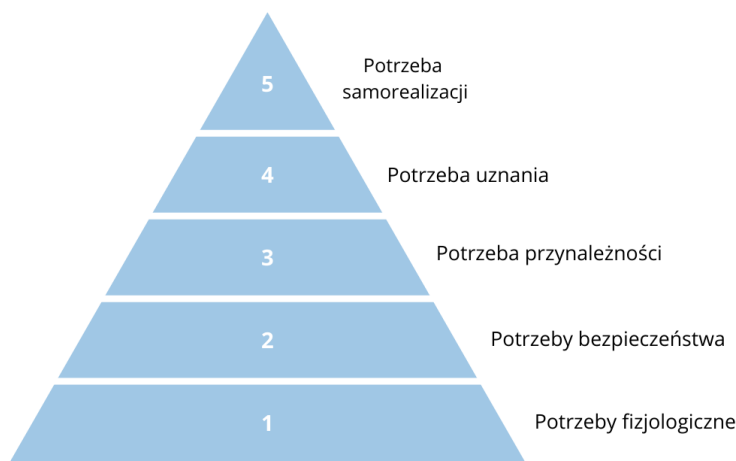 5
Potrzeba
samorealizacji
4
Potrzeba uznania
3
Potrzeba przynależności
2
Potrzeby bezpieczeństwa
1
Potrzeby fizjologiczne